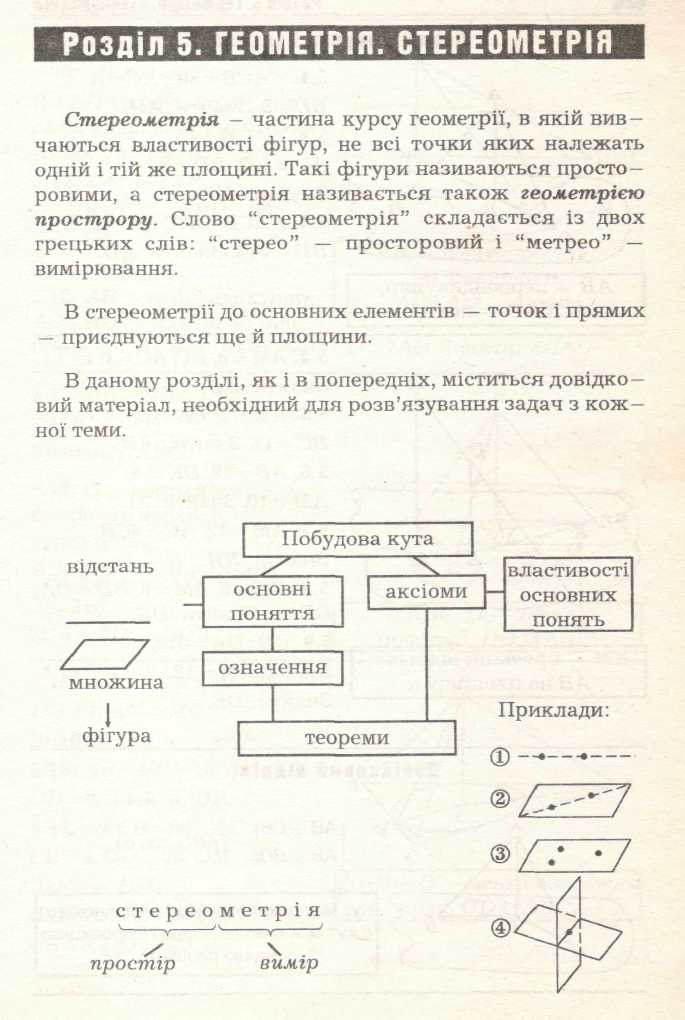 Розділ 5. ГЕОМЕТРІЯ. СТЕРЕОМЕТРІЯ
Стереометрія — частина курсу геометрії, в якій вив—
чаються властивості фігур, не всі точки яких належать
одній і тій же площині. Такі фігури називаються просто—
ровими, а стереометрія називається також геометрією
прострору. Слово “стереометрія” складається із двох
грецьких слів: “стерео” — просторовий і “метрео” —
вимірювання.
В стереометрії до основних елементів — точок і прямих
— приєднуються ще й площини.
В даному розділі, як і в попередніх, міститься довідко—
вий матеріал, необхідний для розв’язування задач з кож—
ної теми.
Побудова кута
відстань
основні
поняття
аксіоми
властивості
основних
понять
множина
фігура
означення
теореми
Приклади:
①
②
③
④
стереометрія
простір вимір